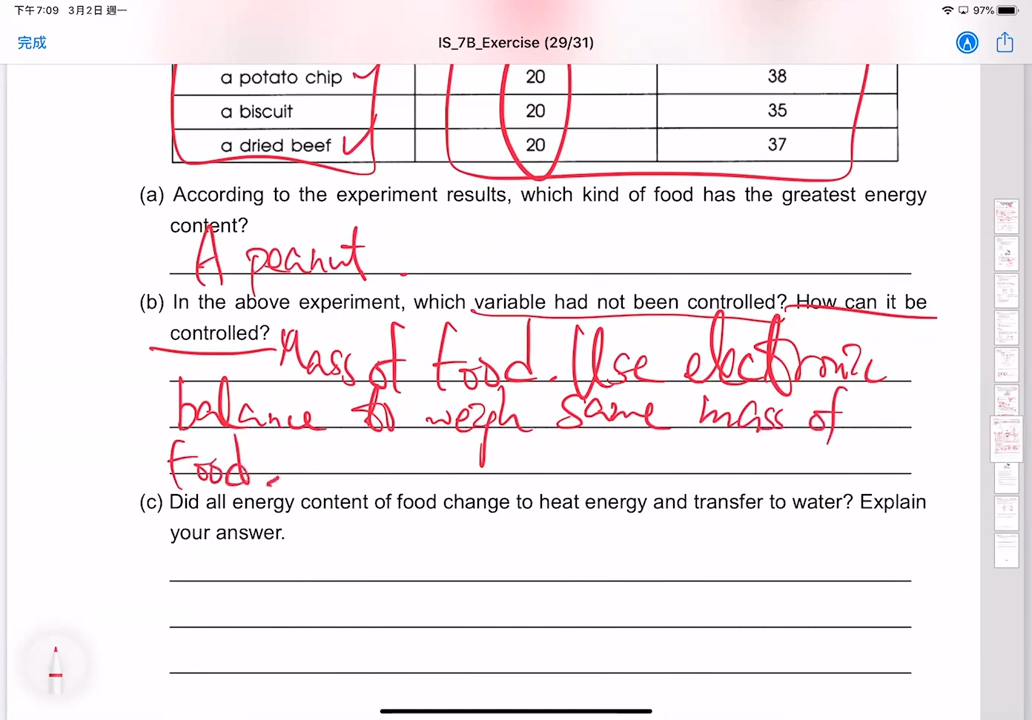 下午7:09 3月2日 週一 97%
完成 IS_7B_Exercise (29/31)
a potato chip 20 38
a biscuit 20 35
a dried beef 20 37
(a) According to the experiment results, which kind of food has the greatest energy
content?
A peanut.
(b) In the above experiment, which variable had not been controlled? How can it be
controlled?
Mass of food. Use electronic
balance to weigh same mass of
food.
(c) Did all energy content of food change to heat energy and transfer to water? Explain
your answer.